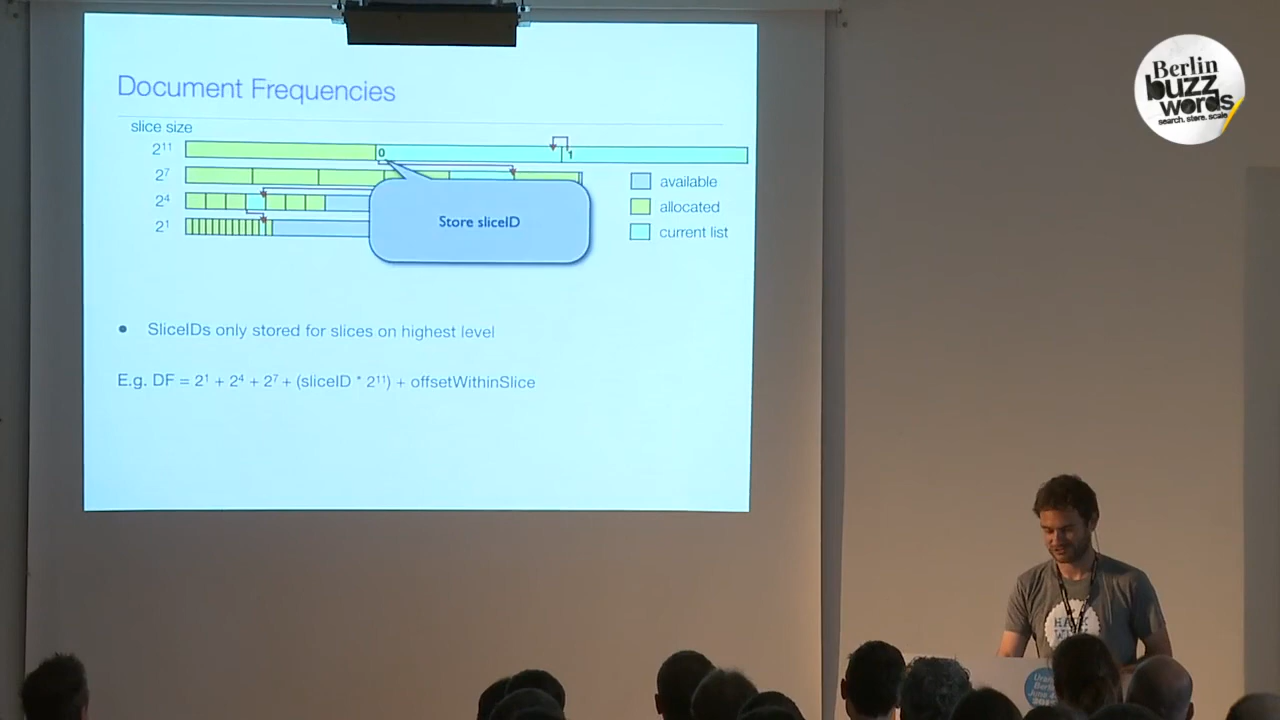 Berlin
buzz
words
search. store. scale
Document Frequencies
slice size
2¹¹
0
1
2⁷
2⁴
2¹
Store sliceID
available
allocated
current list
• SliceIDs only stored for slices on highest level
E.g. DF = 2¹ + 2⁴ + 2⁷ + (sliceID * 2¹¹) + offsetWithinSlice